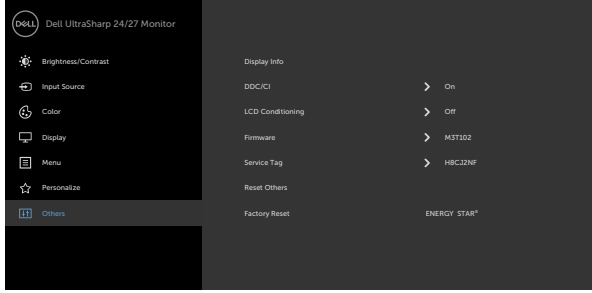 DELL Dell UltraSharp 24/27 Monitor
Brightness/Contrast
Input Source
Color
Display
Menu
Personalize
Others
Display Info
DDC/CI On
LCD Conditioning Off
Firmware M3T102
Service Tag H8CJ2NF
Reset Others
Factory Reset ENERGY STAR®